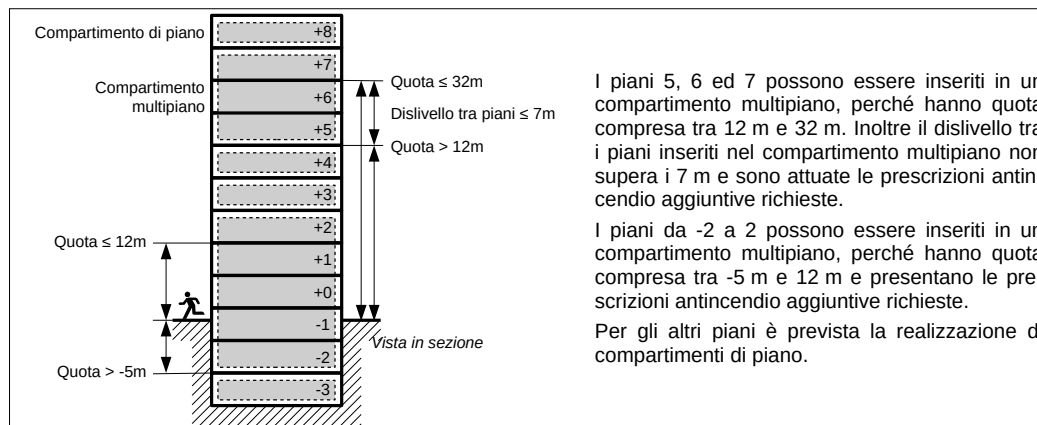 Compartimento di piano
+8
+7
Compartimento
multipiano
Quota ≤ 32m
+6
Dislivello tra piani ≤ 7m
+5
Quota > 12m
+4
+3
+2
Quota ≤ 12m
+1
+0
-1
Vista in sezione
-2
Quota > -5m
-3
I piani 5, 6 ed 7 possono essere inseriti in un
compartimento multipiano, perché hanno quota
compresa tra 12 m e 32 m. Inoltre il dislivello tra
i piani inseriti nel compartimento multipiano non
supera i 7 m e sono attuate le prescrizioni antin
cendio aggiuntive richieste.
I piani da -2 a 2 possono essere inseriti in un
compartimento multipiano, perché hanno quota
compresa tra -5 m e 12 m e presentano le pre
scrizioni antincendio aggiuntive richieste.
Per gli altri piani è prevista la realizzazione d
compartimenti di piano.